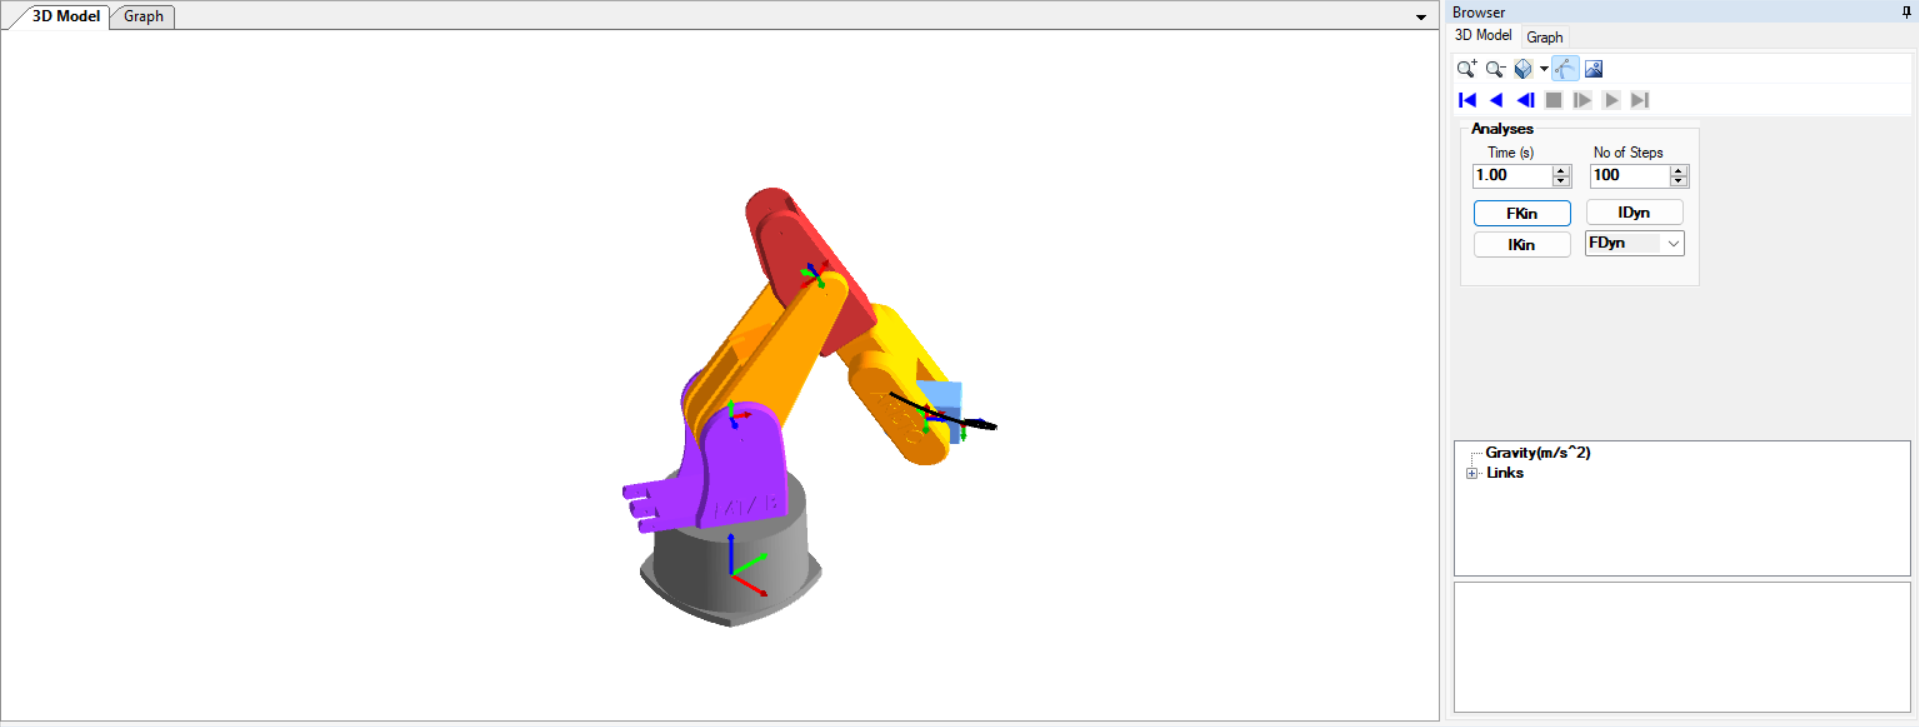 3D Model
Graph
Browser
3D Model
Graph
Analyses
Time (s)
No of Steps
1.00
100
FKin
IDyn
IKin
FDyn
Gravity(m/s^2)
Links